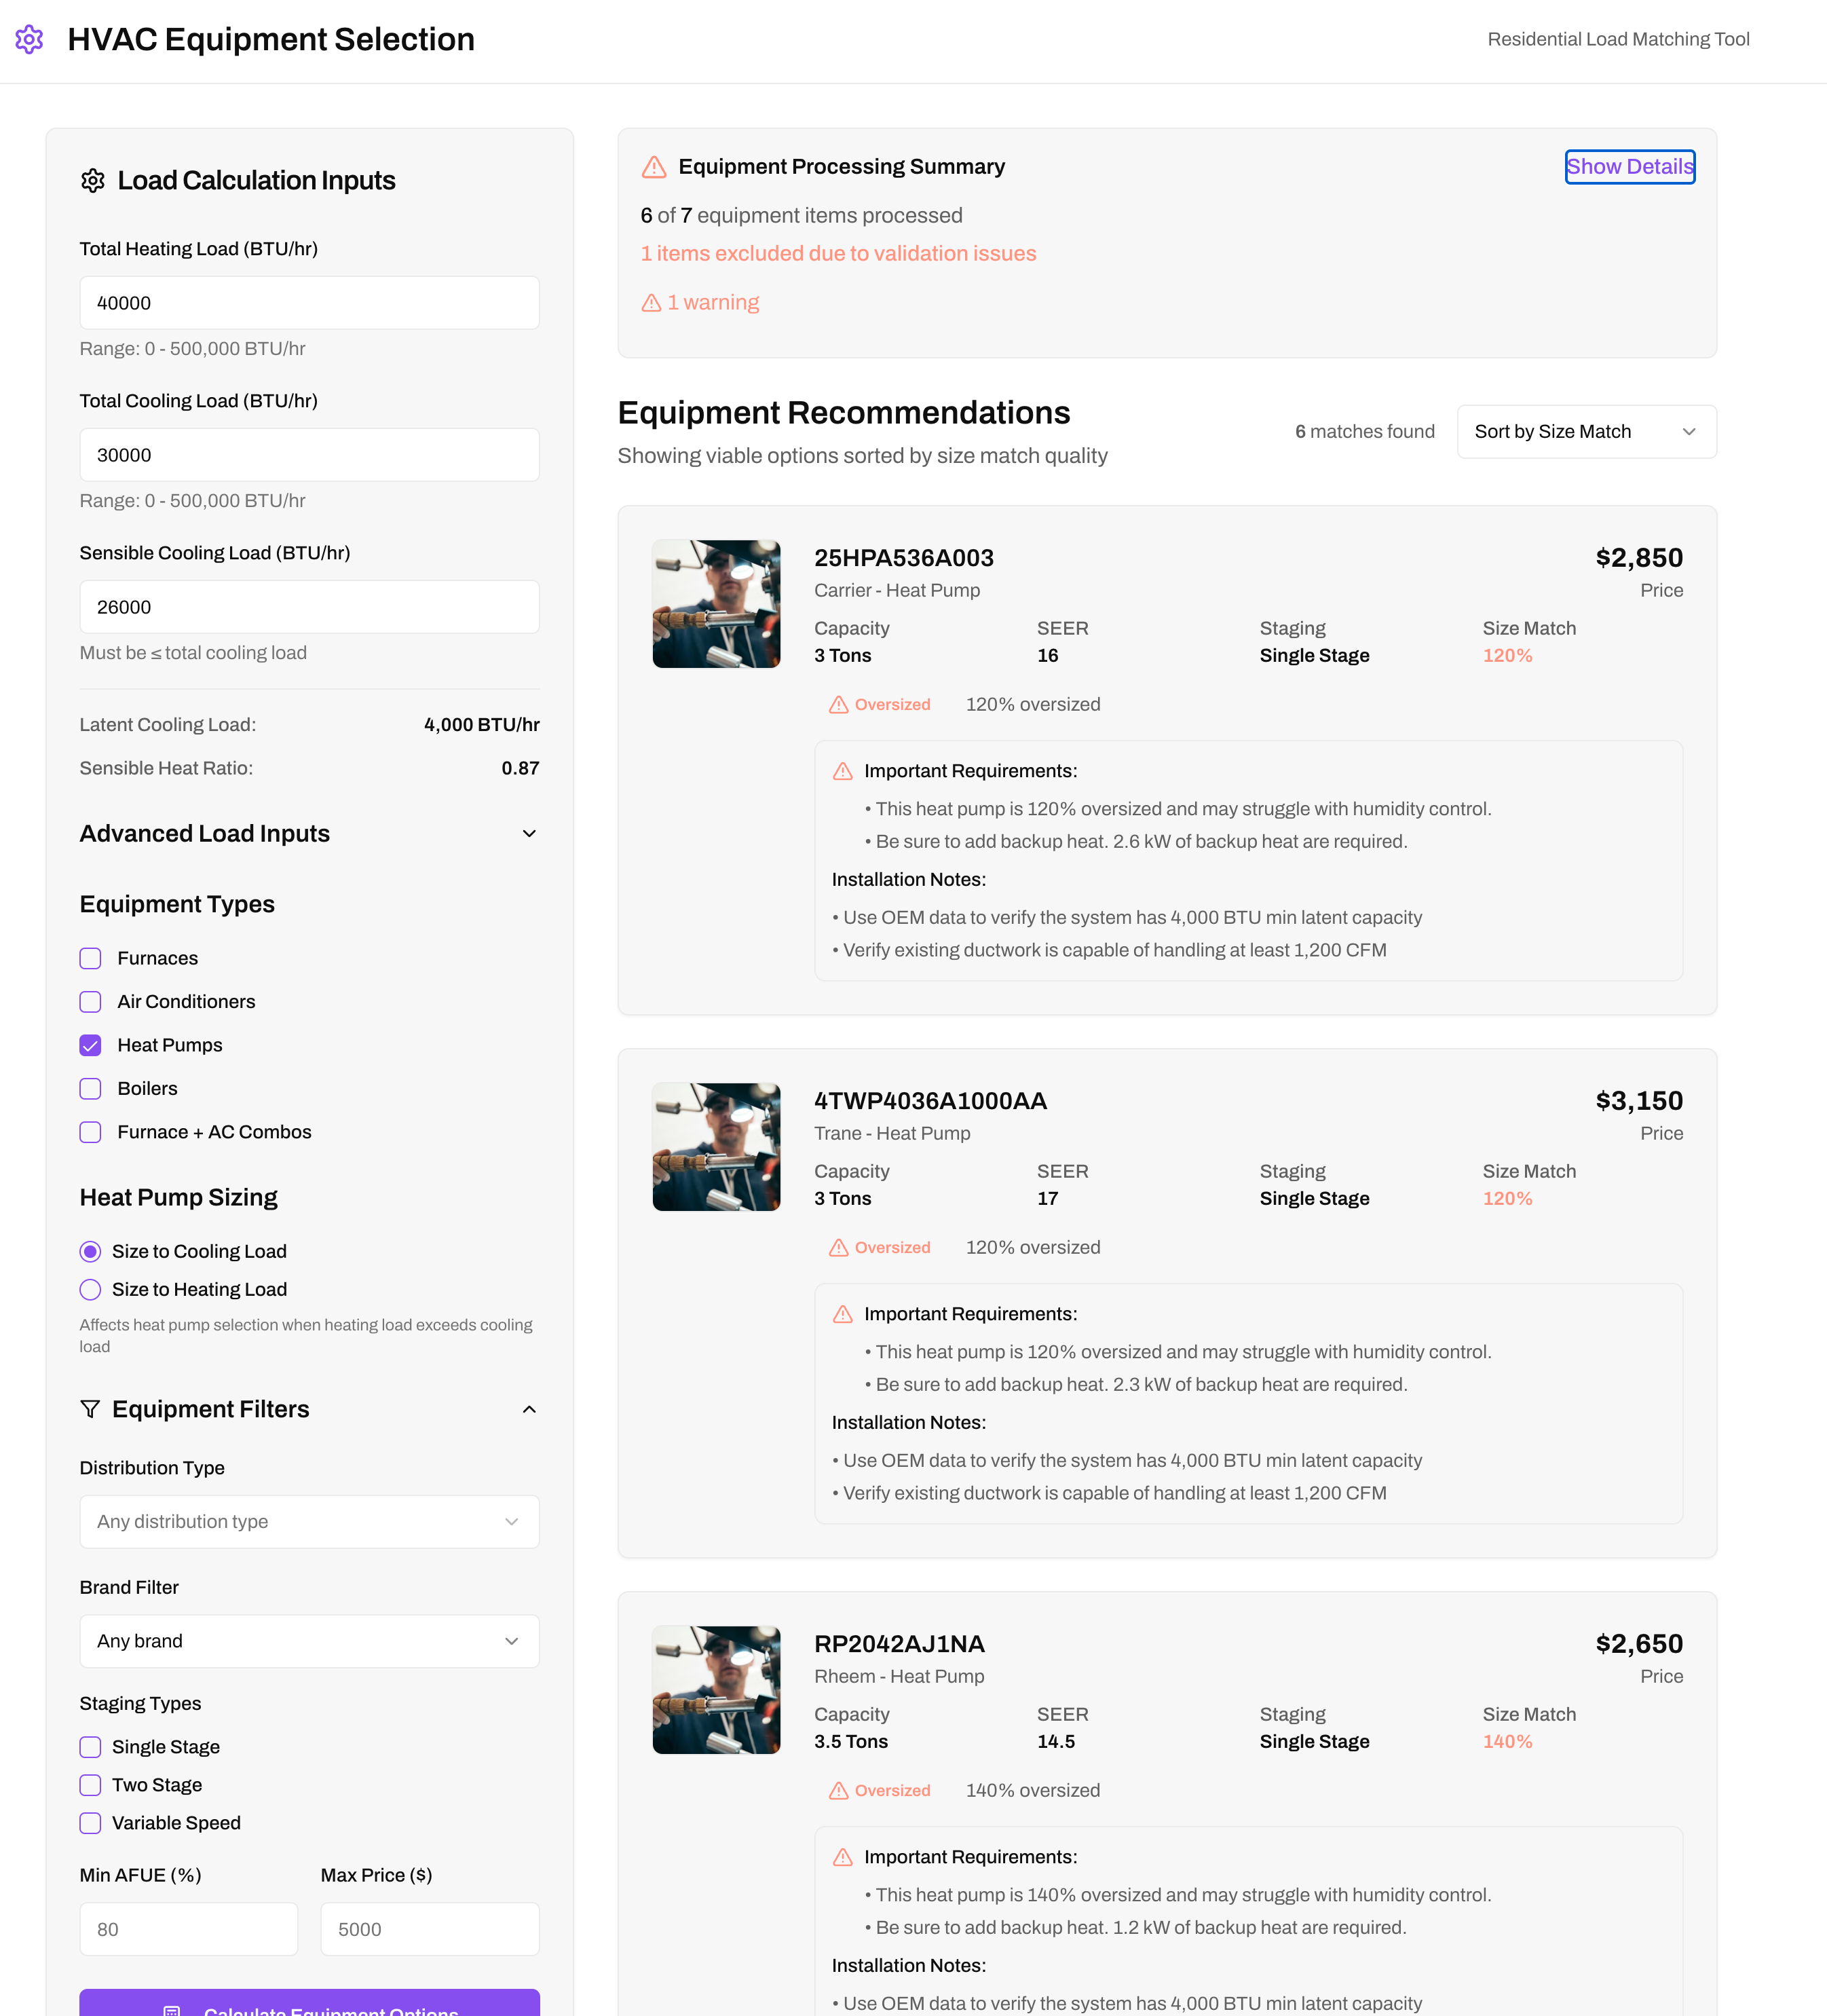 HVAC Equipment Selection
Residential Load Matching Tool
Load Calculation Inputs
Total Heating Load (BTU/hr)
40000
Range: 0 - 500,000 BTU/hr
Total Cooling Load (BTU/hr)
30000
Range: 0 - 500,000 BTU/hr
Sensible Cooling Load (BTU/hr)
26000
Must be ≤ total cooling load
Latent Cooling Load: 4,000 BTU/hr
Sensible Heat Ratio: 0.87
Advanced Load Inputs
Equipment Types
Furnaces
Air Conditioners
Heat Pumps
Boilers
Furnace + AC Combos
Heat Pump Sizing
Size to Cooling Load
Size to Heating Load
Affects heat pump selection when heating load exceeds cooling
load
Equipment Filters
Distribution Type
Any distribution type
Brand Filter
Any brand
Staging Types
Single Stage
Two Stage
Variable Speed
Min AFUE (%) Max Price ($)
80 5000
Calculate Equipment Options
Equipment Processing Summary
Show Details
6 of 7 equipment items processed
1 items excluded due to validation issues
1 warning
Equipment Recommendations
Showing viable options sorted by size match quality
6 matches found
Sort by Size Match
25HPA536A003
$2,850
Carrier - Heat Pump
Price
Capacity SEER Staging Size Match
3 Tons 16 Single Stage 120%
Oversized 120% oversized
Important Requirements:
• This heat pump is 120% oversized and may struggle with humidity control.
• Be sure to add backup heat. 2.6 kW of backup heat are required.
Installation Notes:
• Use OEM data to verify the system has 4,000 BTU min latent capacity
• Verify existing ductwork is capable of handling at least 1,200 CFM
4TWP4036A1000AA
$3,150
Trane - Heat Pump
Price
Capacity SEER Staging Size Match
3 Tons 17 Single Stage 120%
Oversized 120% oversized
Important Requirements:
• This heat pump is 120% oversized and may struggle with humidity control.
• Be sure to add backup heat. 2.3 kW of backup heat are required.
Installation Notes:
• Use OEM data to verify the system has 4,000 BTU min latent capacity
• Verify existing ductwork is capable of handling at least 1,200 CFM
RP2042AJ1NA
$2,650
Rheem - Heat Pump
Price
Capacity SEER Staging Size Match
3.5 Tons 14.5 Single Stage 140%
Oversized 140% oversized
Important Requirements:
• This heat pump is 140% oversized and may struggle with humidity control.
• Be sure to add backup heat. 1.2 kW of backup heat are required.
Installation Notes:
• Use OEM data to verify the system has 4,000 BTU min latent capacity